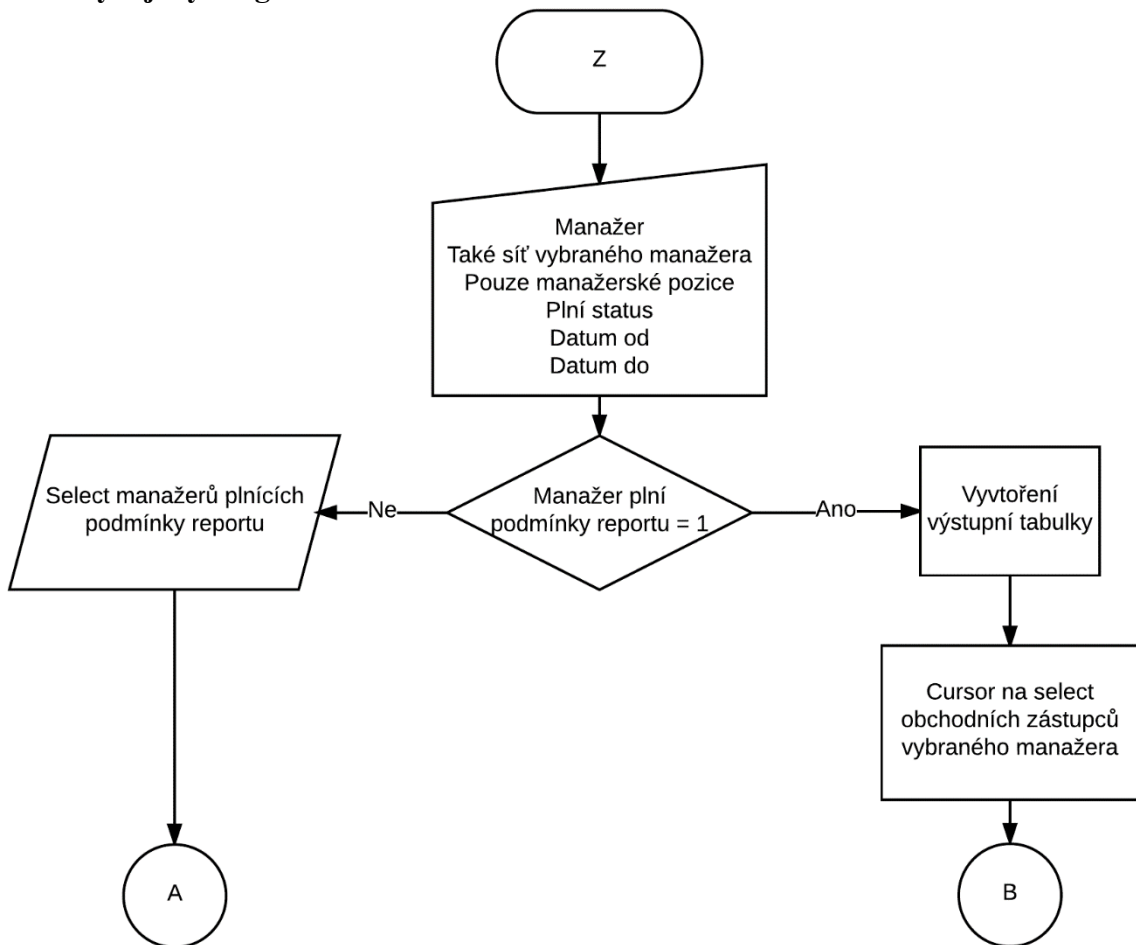 Z
Manažer
Také síť vybraného manažera
Pouze manažerské pozice
Plní status
Datum od
Datum do
Select manažerů plnících
podmínky reportu
Ne
Manažer plní
podmínky reportu = 1
Ano
Vyvtoření
výstupní tabulky
Cursor na select
obchodních zástupců
vybraného manažera
A
B